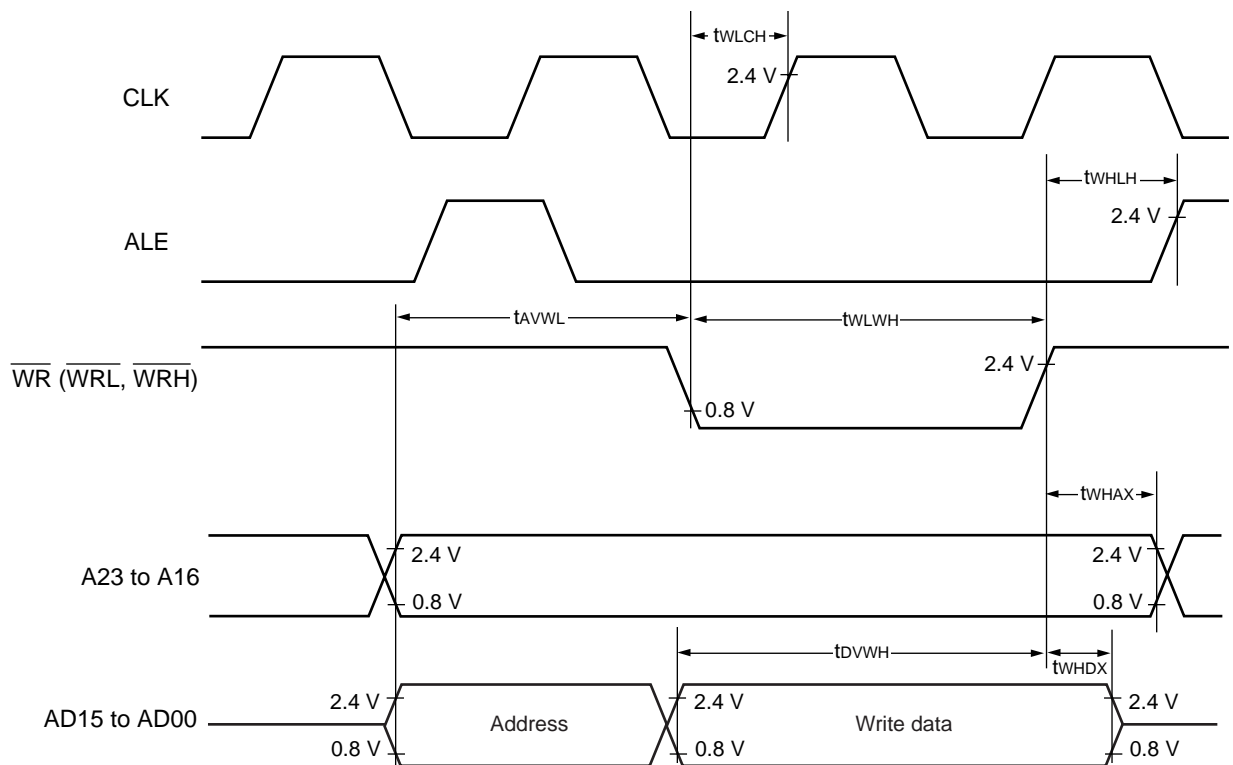 tWLCH
2.4 V
CLK
tWHLH
2.4 V
ALE
tAVWL
tWLWH
WR (WRL, WRH)
2.4 V
0.8 V
tWHAX
2.4 V
2.4 V
A23 to A16
0.8 V
0.8 V
tDVWH
tWHDX
2.4 V
2.4 V
2.4 V
AD15 to AD00
Address
Write data
0.8 V
0.8 V
0.8 V